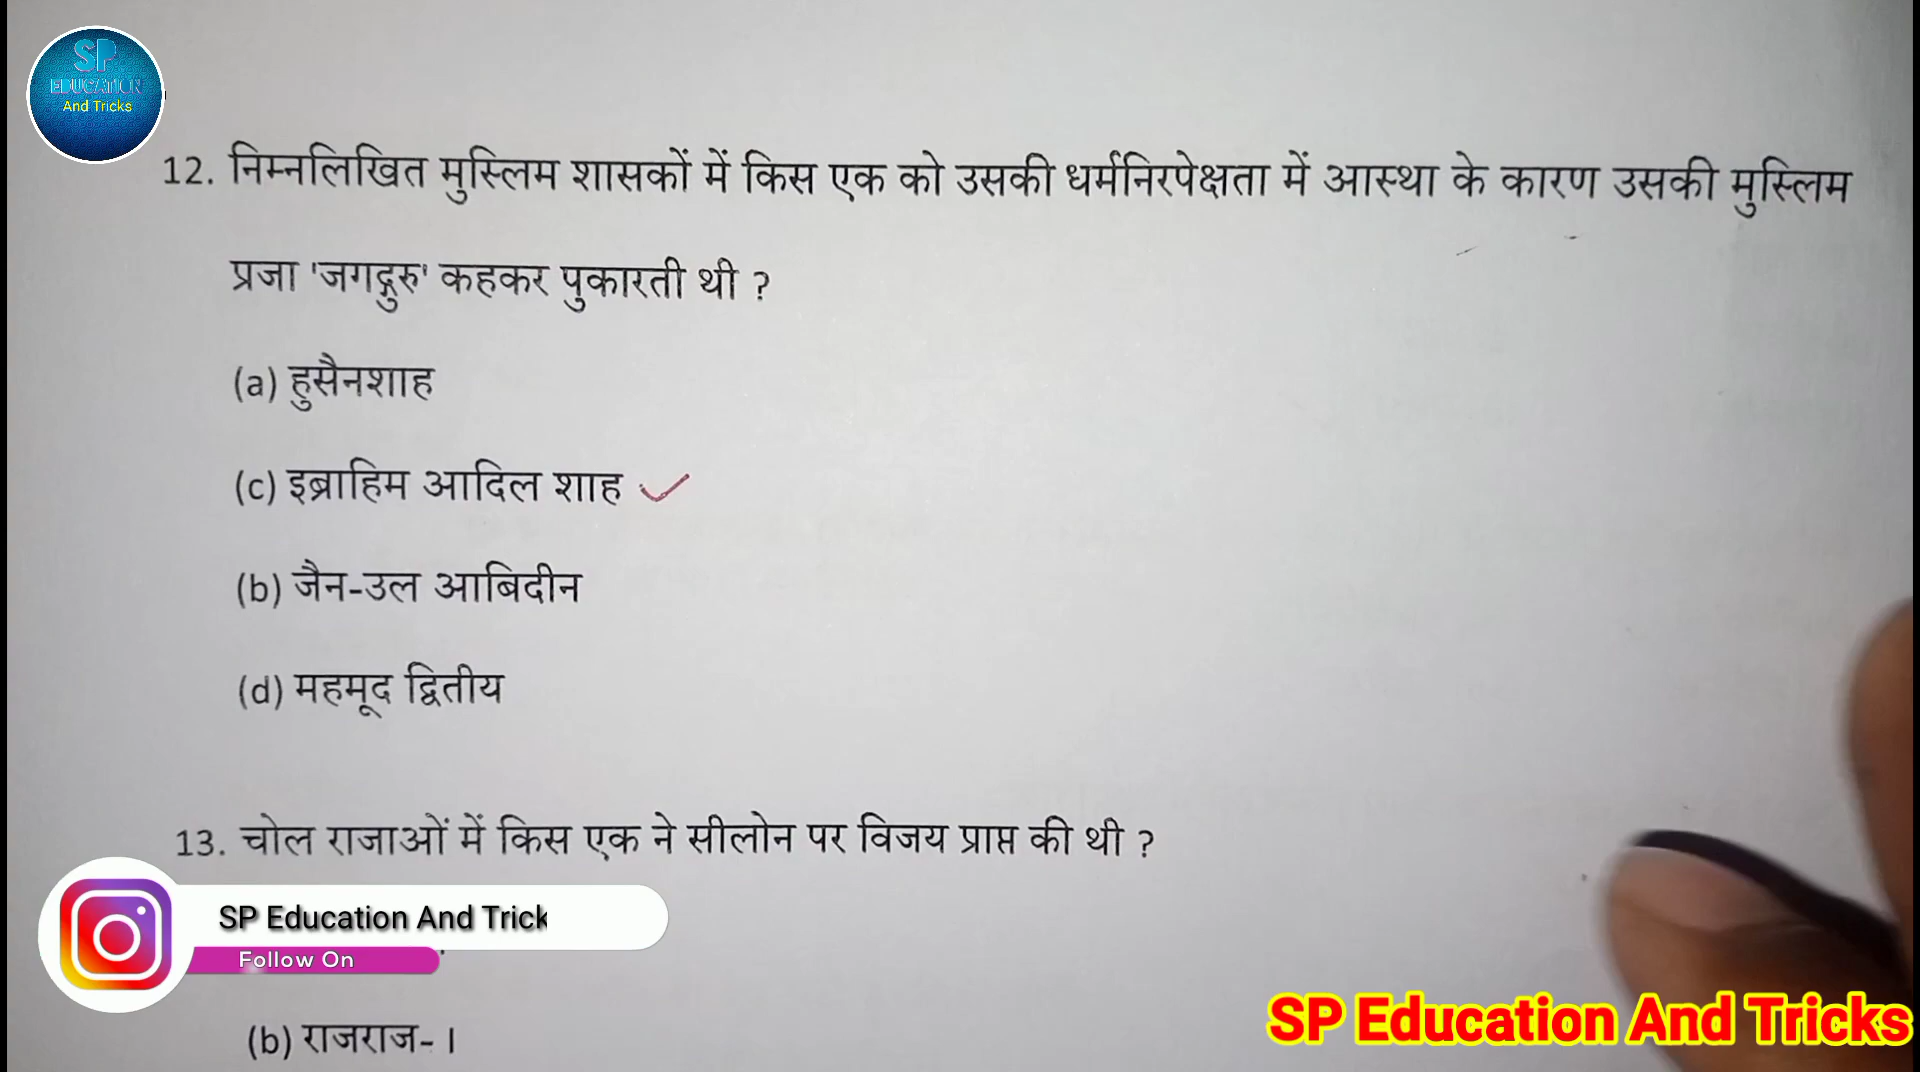 SP
EDUCATION
And Tricks
12. निम्नलिखित मुस्लिम शासकों में किस एक को उसकी धर्मनिरपेक्षता में आस्था के कारण उसकी मुस्लिम
प्रजा 'जगद्गुरु' कहकर पुकारती थी ?
(a) हुसैनशाह
(c) इब्राहिम आदिल शाह
(b) जैन-उल आबिदीन
(d) महमूद द्वितीय
13. चोल राजाओं में किस एक ने सीलोन पर विजय प्राप्त की थी ?
SP Education And Trick
Follow On
(b) राजराज- I
SP Education And Tricks